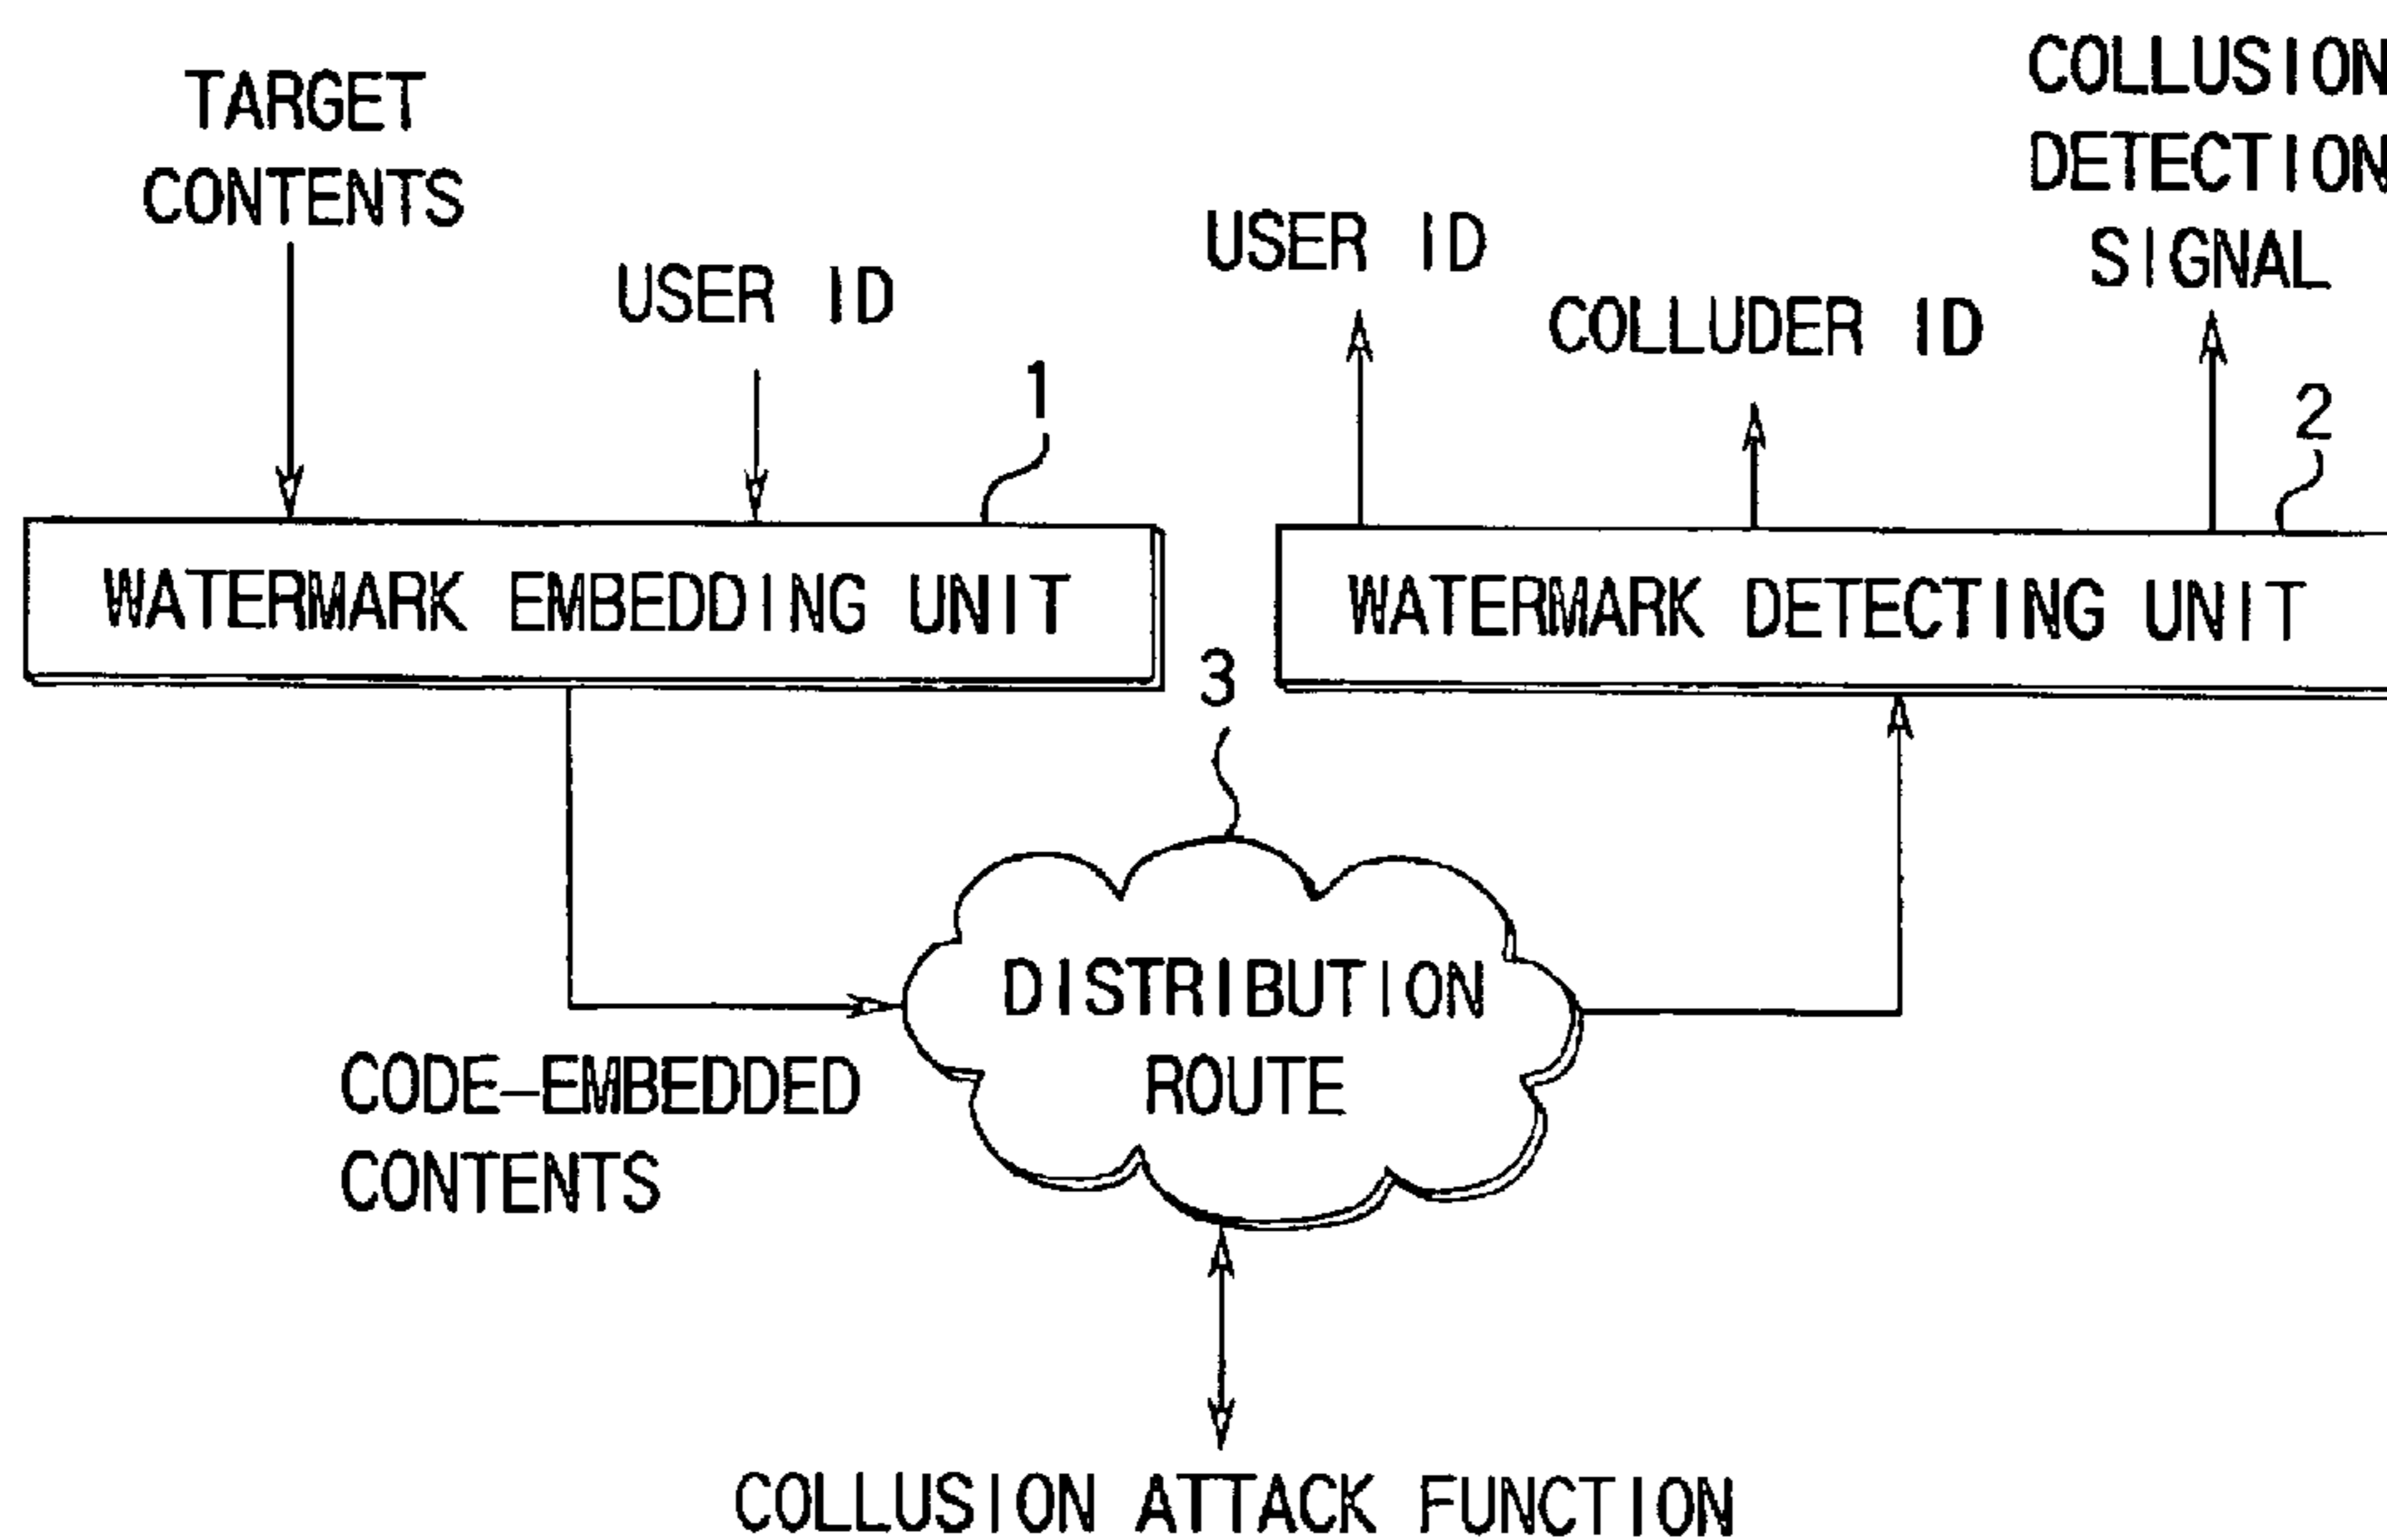 TARGET
CONTENTS
USER ID
1
USER ID
COLLUDER ID
COLLUSION
DETECTION
SIGNAL
2
WATERMARK EMBEDDING UNIT
WATERMARK DETECTING UNIT
3
DISTRIBUTION
ROUTE
CODE-EMBEDDED
CONTENTS
COLLUSION ATTACK FUNCTION